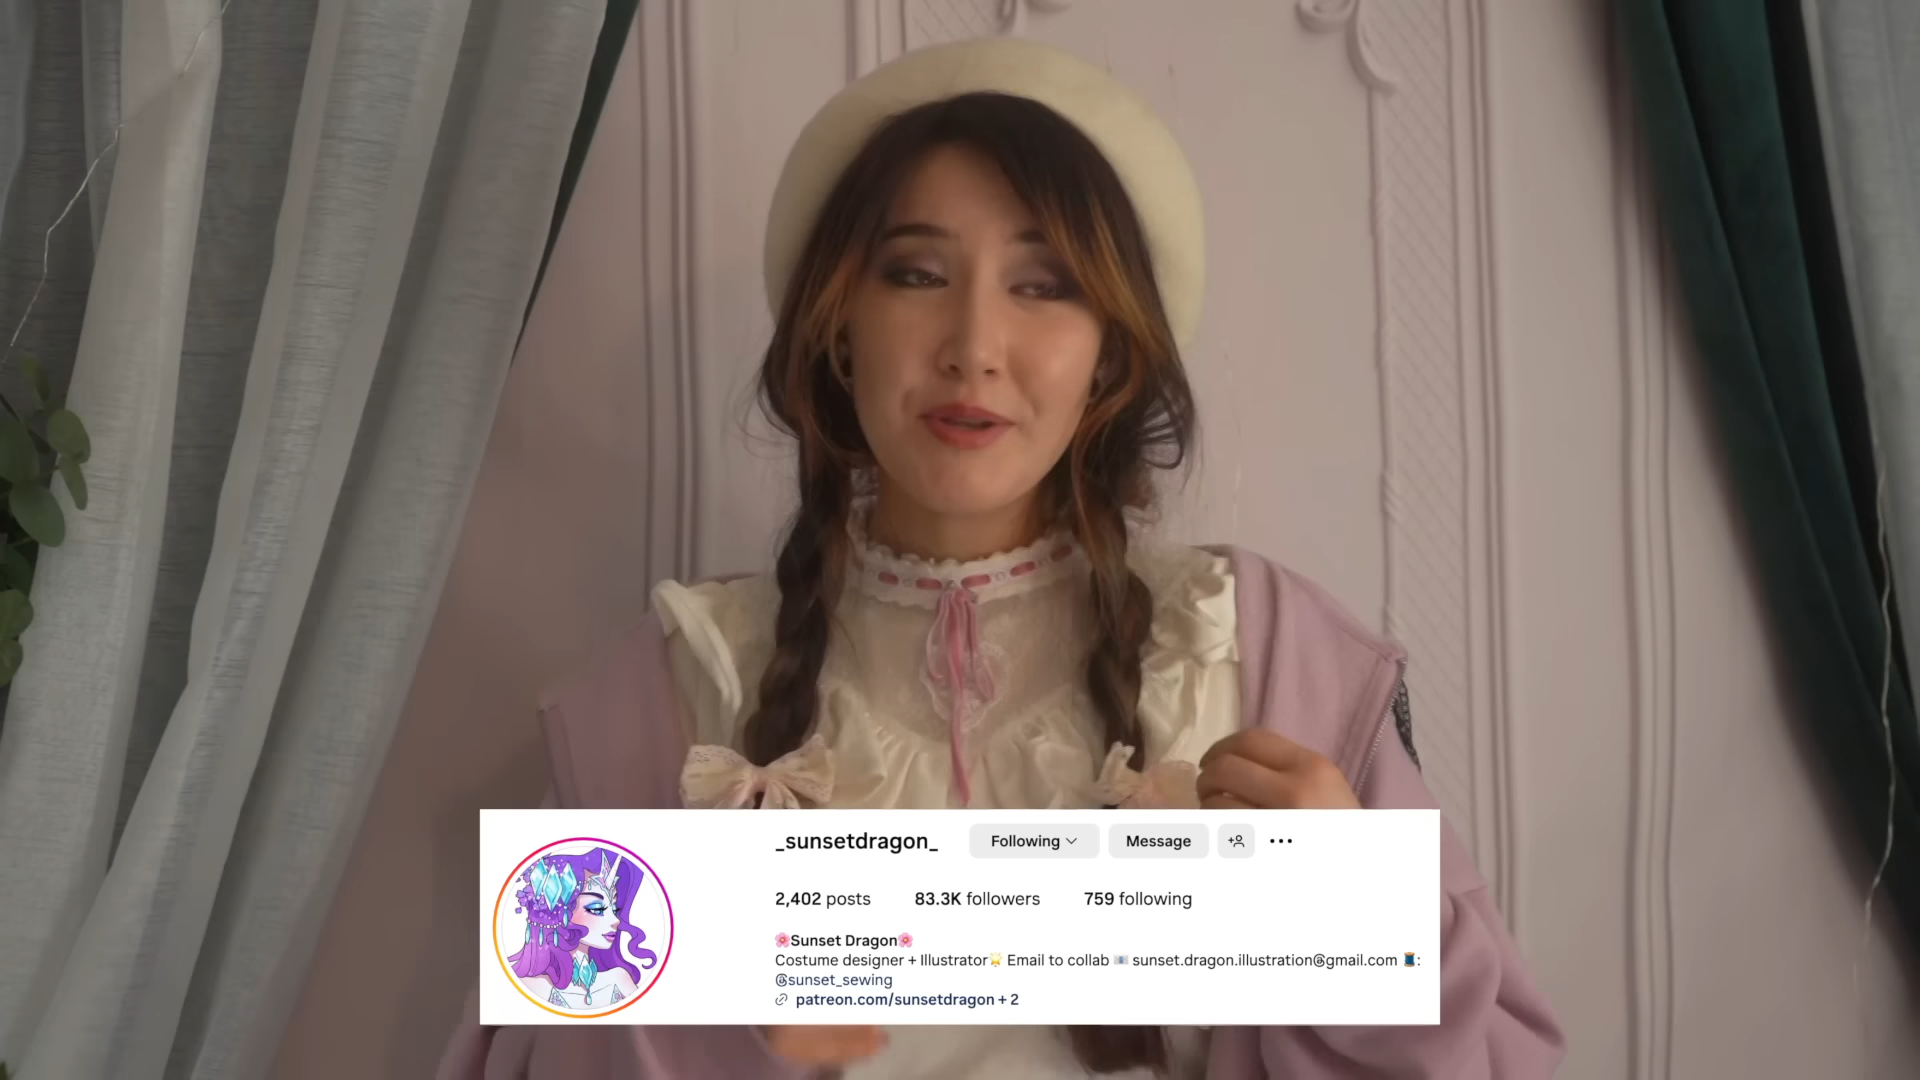 _sunsetdragon_ Following Message
2,402 posts 83.3K followers 759 following
🌸Sunset Dragon🌸
Costume designer + Illustrator🌟 Email to collab 📧 sunset.dragon.illustration@gmail.com 🧵:
@sunset_sewing
patreon.com/sunsetdragon + 2